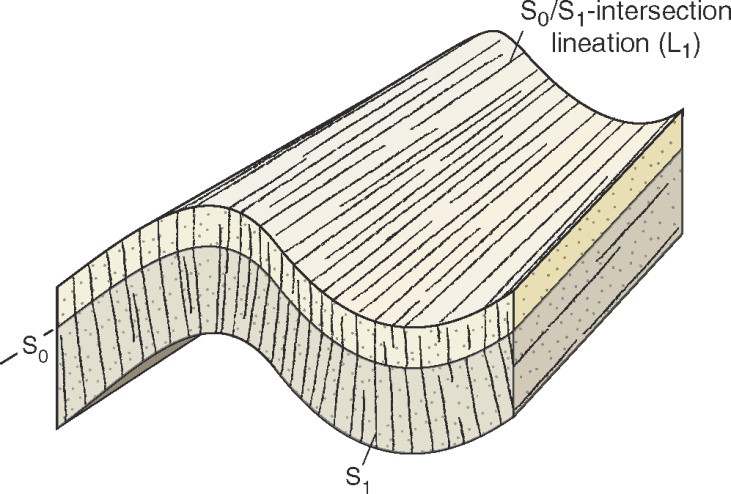 S₀/S₁-intersection
lineation (L₁)
S₀
S₁